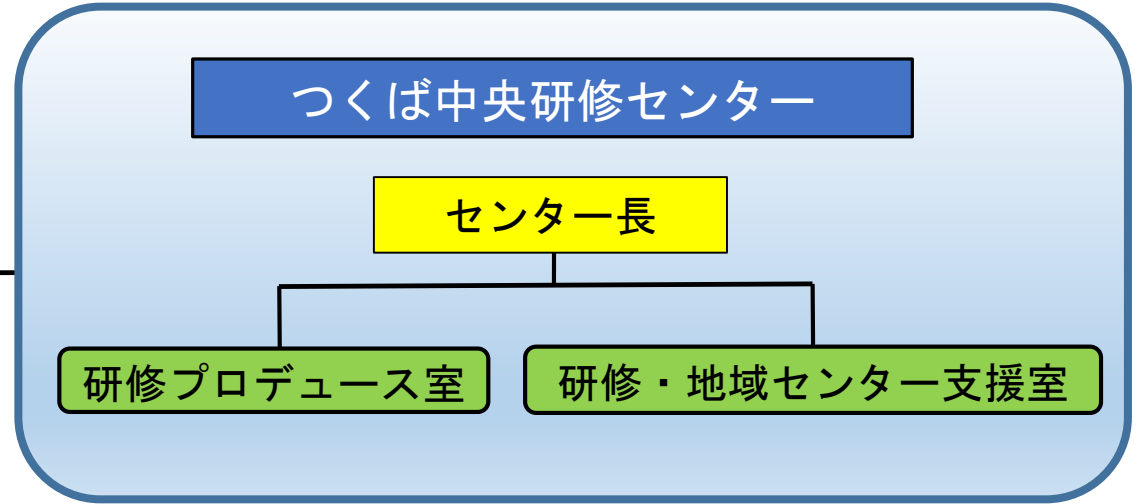 つくば中央研修センター
センター長
研修プロデュース室
研修・地域センター支援室